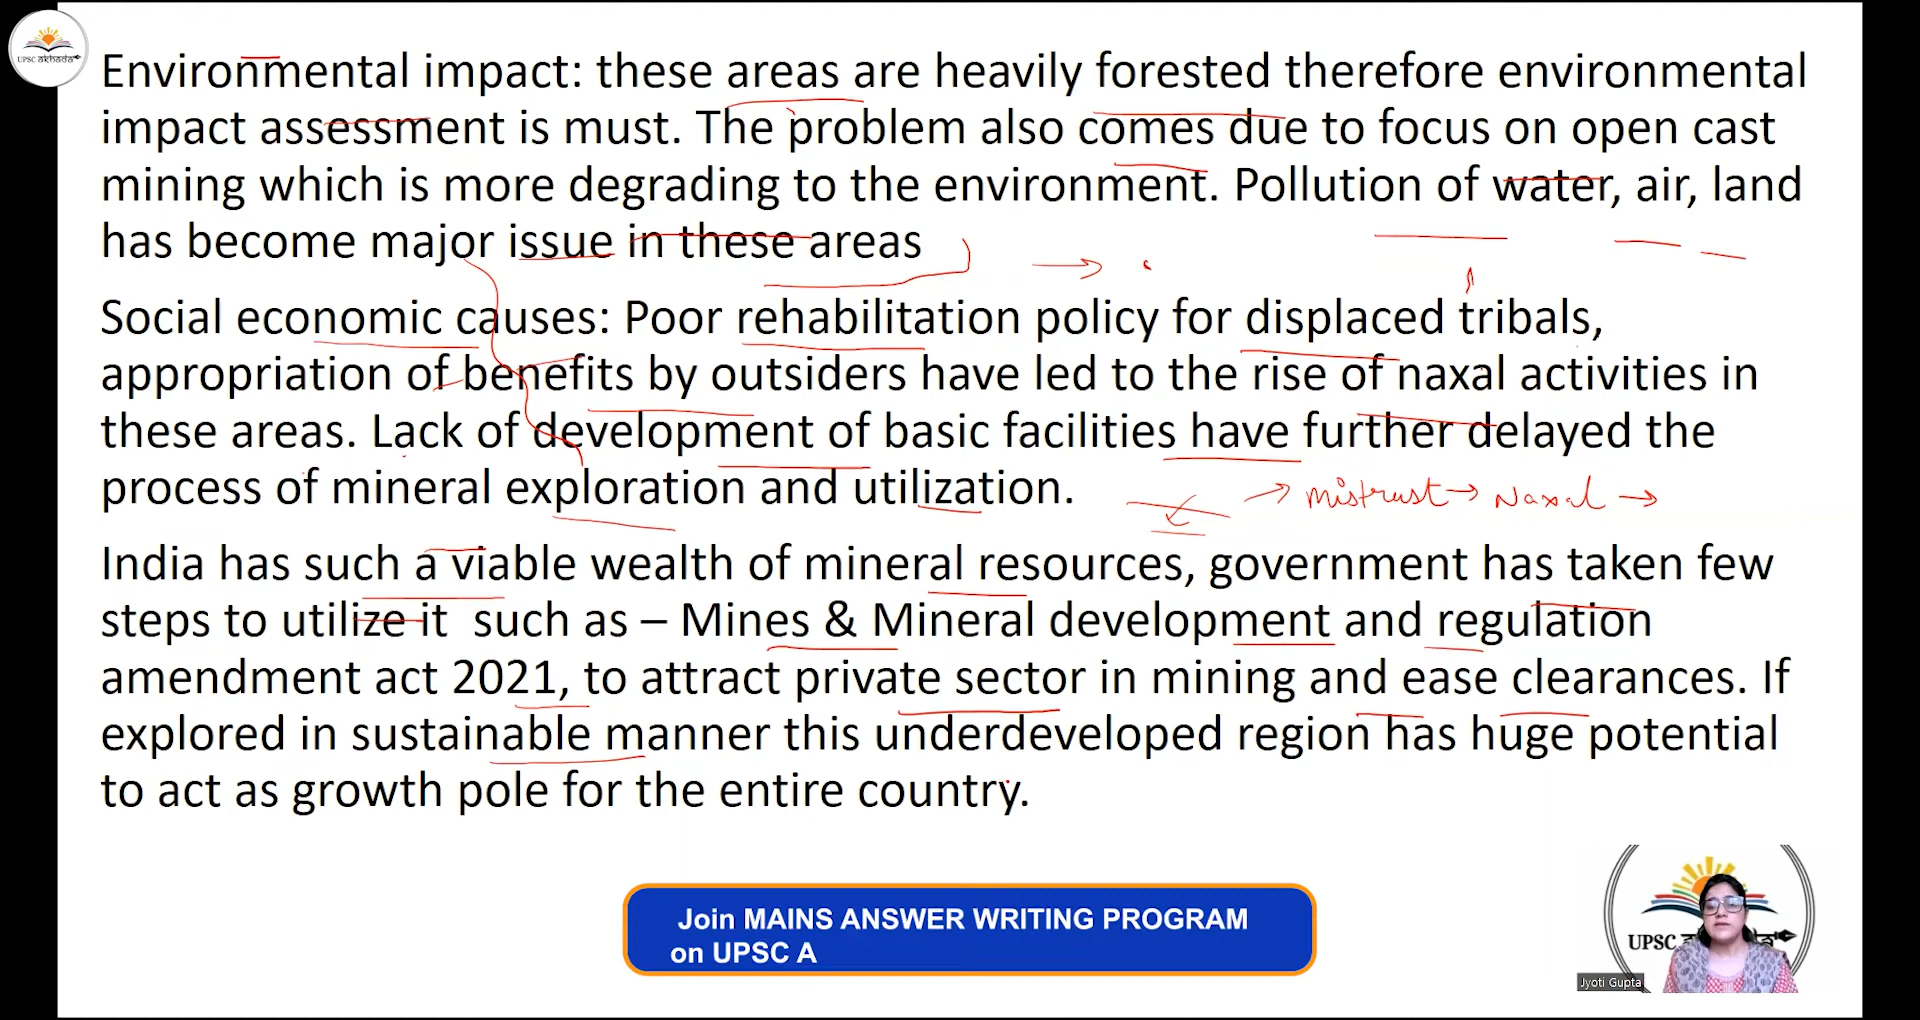 UPSC akhada
Environmental impact: these areas are heavily forested therefore environmental
impact assessment is must. The problem also comes due to focus on open cast
mining which is more degrading to the environment. Pollution of water, air, land
has become major issue in these areas
Social economic causes: Poor rehabilitation policy for displaced tribals,
appropriation of benefits by outsiders have led to the rise of naxal activities in
these areas. Lack of development of basic facilities have further delayed the
process of mineral exploration and utilization.
→ mistrust → Naxal →
India has such a viable wealth of mineral resources, government has taken few
steps to utilize it such as – Mines & Mineral development and regulation
amendment act 2021, to attract private sector in mining and ease clearances. If
explored in sustainable manner this underdeveloped region has huge potential
to act as growth pole for the entire country.
Join MAINS ANSWER WRITING PROGRAM
on UPSC A
UPSC
Jyoti Gupta